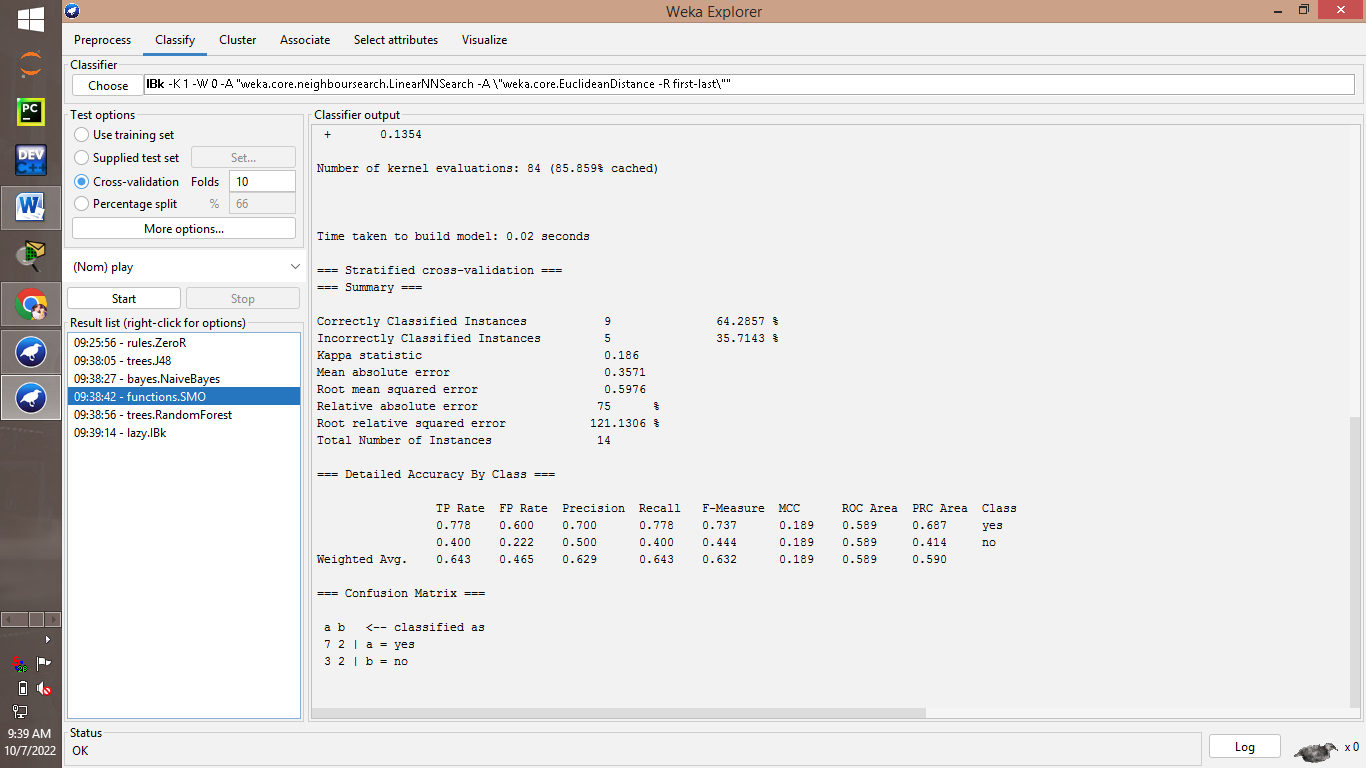 Weka Explorer
Preprocess Classify Cluster Associate Select attributes Visualize
Classifier
Choose IBk -K 1 -W 0 -A "weka.core.neighboursearch.LinearNNSearch -A \"weka.core.EuclideanDistance -R first-last\""
Test options
Use training set
Supplied test set Set...
Cross-validation Folds 10
Percentage split % 66
More options...
(Nom) play
Start Stop
Result list (right-click for options)
09:25:56 - rules.ZeroR
09:38:05 - trees.J48
09:38:27 - bayes.NaiveBayes
09:38:42 - functions.SMO
09:38:56 - trees.RandomForest
09:39:14 - lazy.IBk
Classifier output
+ 0.1354
Number of kernel evaluations: 84 (85.859% cached)
Time taken to build model: 0.02 seconds
=== Stratified cross-validation ===
=== Summary ===
Correctly Classified Instances 9 64.2857 %
Incorrectly Classified Instances 5 35.7143 %
Kappa statistic 0.186
Mean absolute error 0.3571
Root mean squared error 0.5976
Relative absolute error 75 %
Root relative squared error 121.1306 %
Total Number of Instances 14
=== Detailed Accuracy By Class ===
TP Rate FP Rate Precision Recall F-Measure MCC ROC Area PRC Area Class
0.778 0.600 0.700 0.778 0.737 0.189 0.589 0.687 yes
0.400 0.222 0.500 0.400 0.444 0.189 0.589 0.414 no
Weighted Avg. 0.643 0.465 0.629 0.643 0.632 0.189 0.589 0.590
=== Confusion Matrix ===
a b <-- classified as
7 2 | a = yes
3 2 | b = no
Status
OK
Log
x 0
PC
DEV
C++
W
9:39 AM
10/7/2022